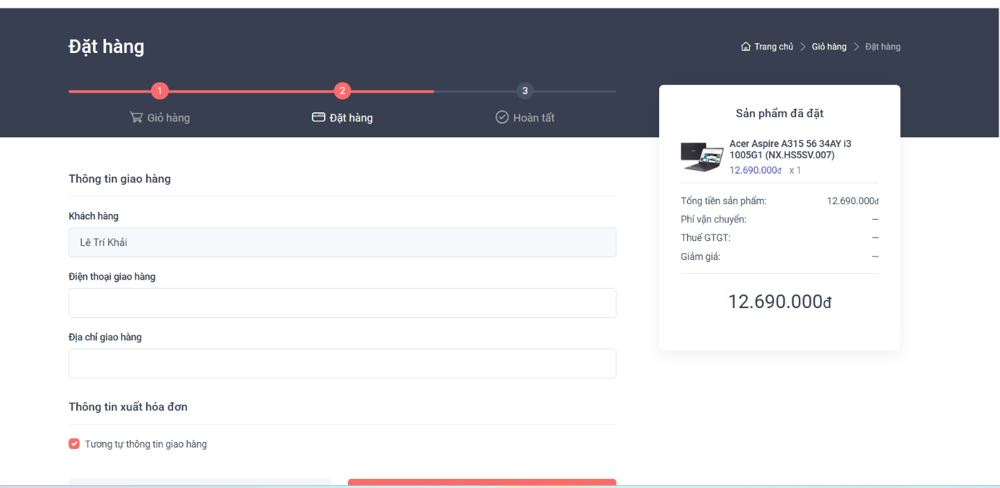 Đặt hàng
Trang chủ > Giỏ hàng > Đặt hàng
1
2
3
Giỏ hàng
Đặt hàng
Hoàn tất
Thông tin giao hàng
Khách hàng
Lê Trí Khải
Điện thoại giao hàng
Địa chỉ giao hàng
Thông tin xuất hóa đơn
Tương tự thông tin giao hàng
Sản phẩm đã đặt
Acer Aspire A315 56 34AY i3
1005G1 (NX.HS5SV.007)
12.690.000đ x 1
Tổng tiền sản phẩm: 12.690.000đ
Phí vận chuyển: —
Thuế GTGT: —
Giảm giá: —
12.690.000đ